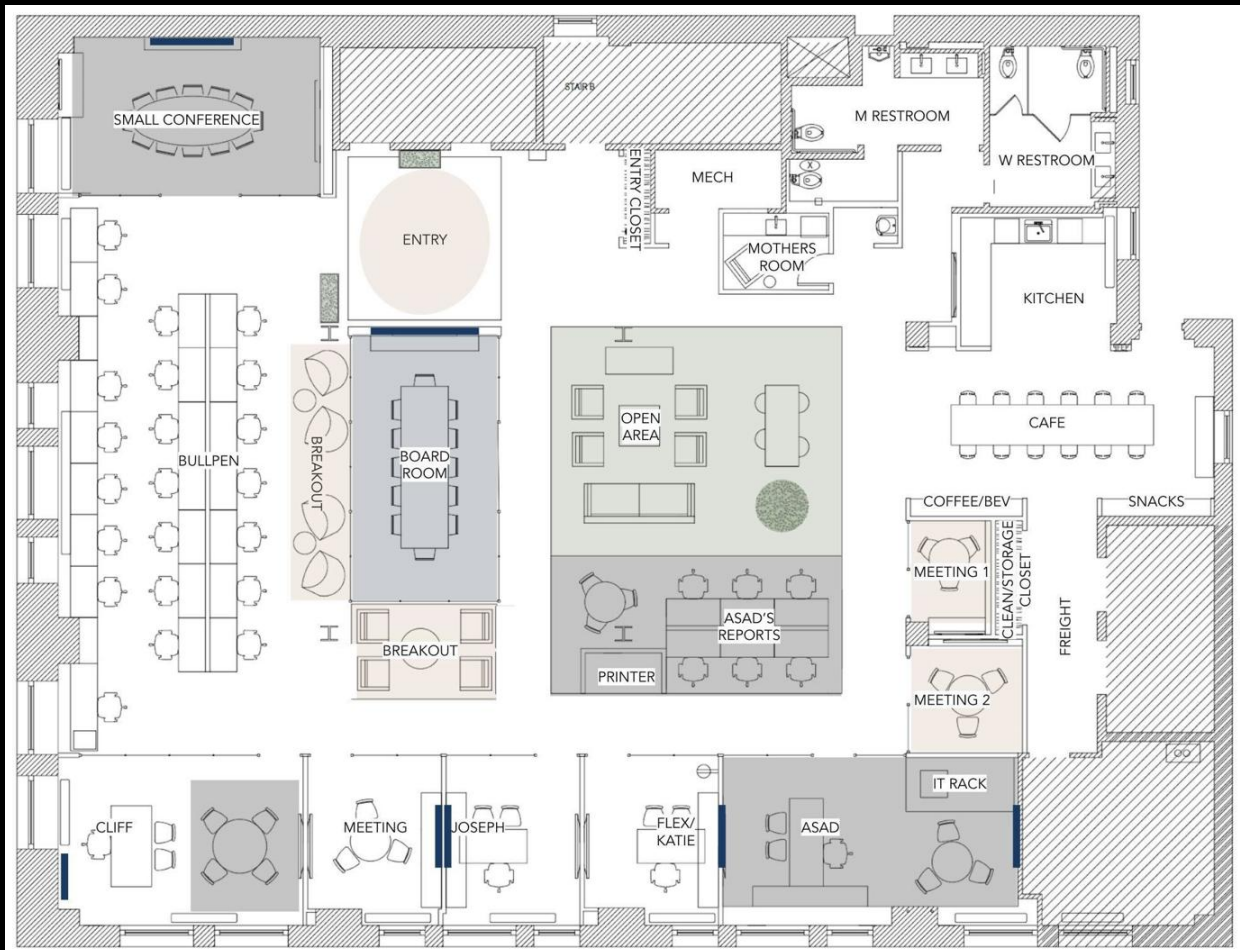 STAIR B
SMALL CONFERENCE
M RESTROOM
W RESTROOM
ENTRY CLOSET
MECH
ENTRY
MOTHERS
ROOM
KITCHEN
OPEN
AREA
CAFE
BULLPEN
BREAKOUT
BOARD
ROOM
COFFEE/BEV
SNACKS
MEETING 1
CLEAN/STORAGE
CLOSET
FREIGHT
ASAD'S
REPORTS
BREAKOUT
PRINTER
MEETING 2
IT RACK
CLIFF
MEETING
JOSEPH
FLEX/
KATIE
ASAD